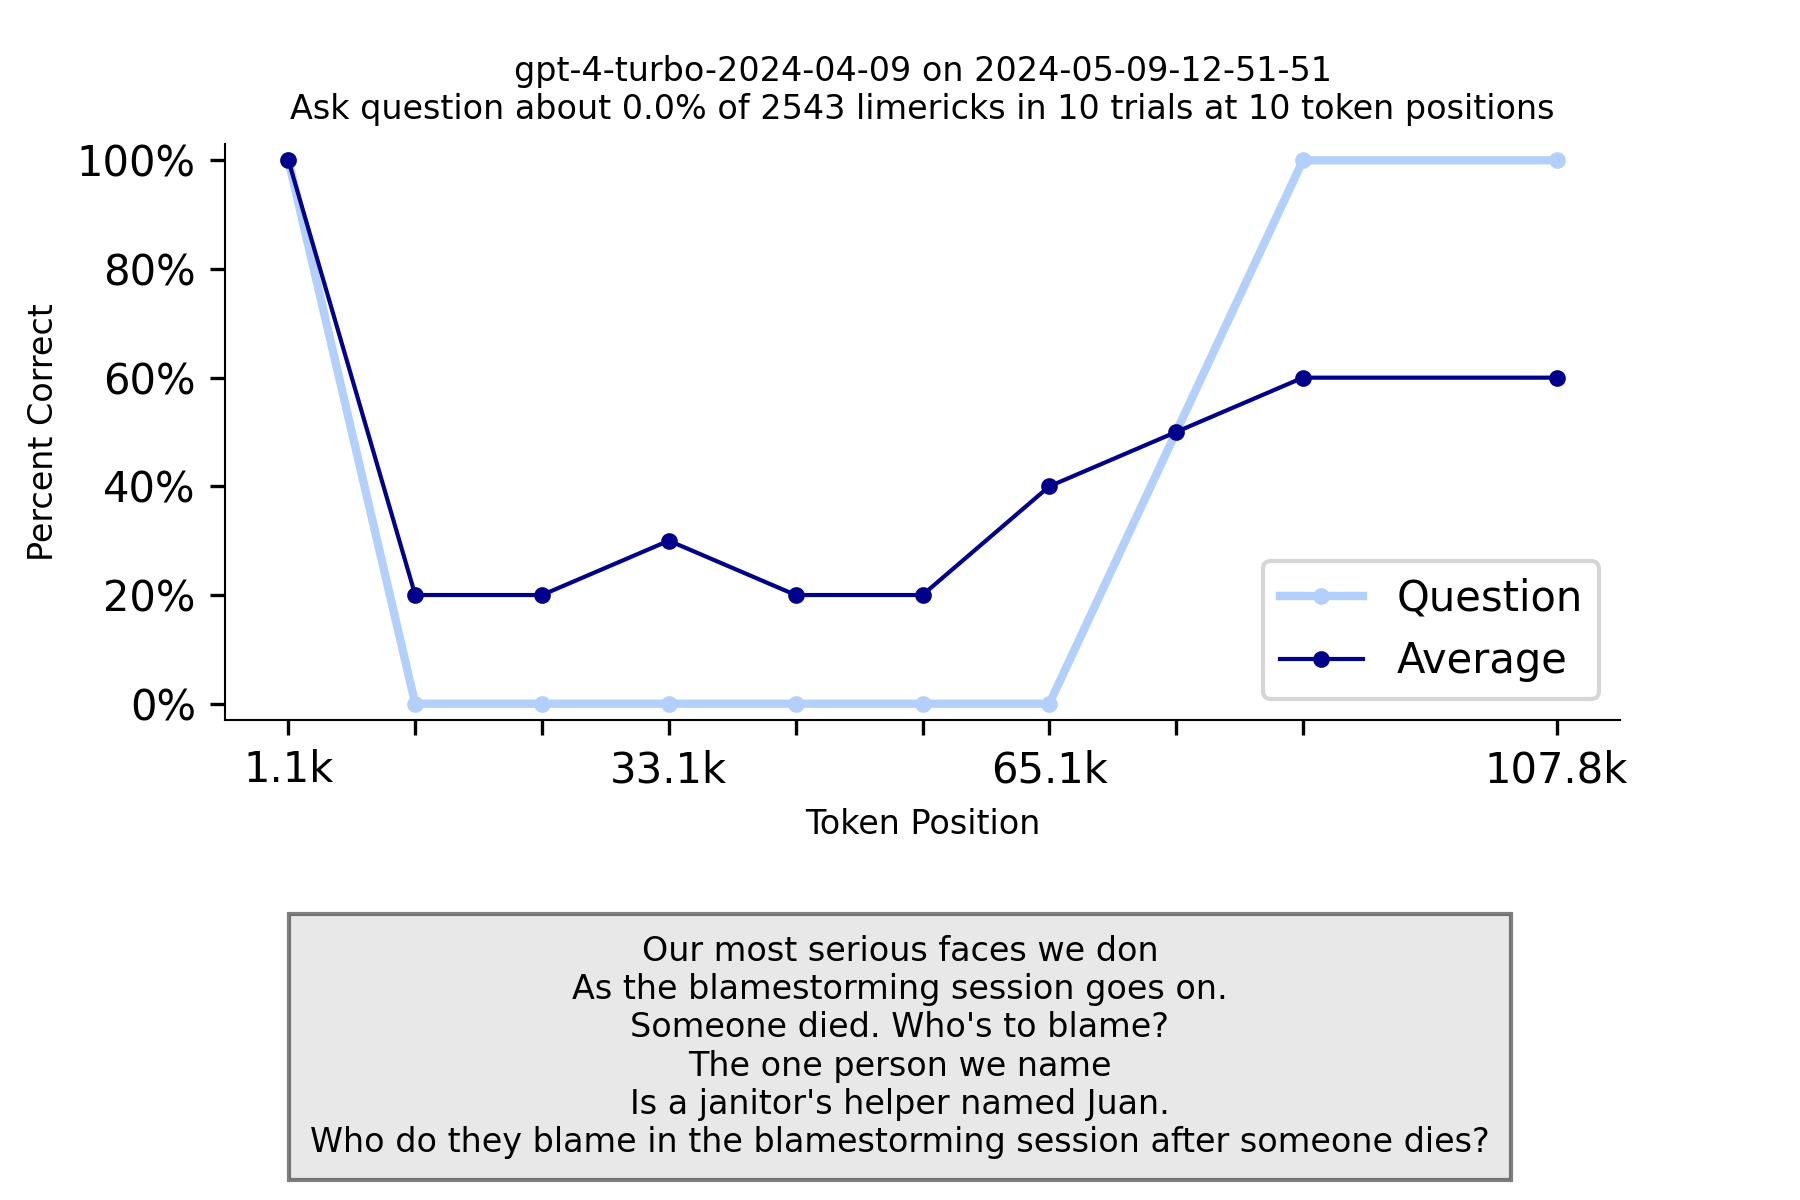 gpt-4-turbo-2024-04-09 on 2024-05-09-12-51-51
Ask question about 0.0% of 2543 limericks in 10 trials at 10 token positions
100%
80%
60%
40%
20%
0%
Percent Correct
Question
Average
1.1k 33.1k 65.1k 107.8k
Token Position
Our most serious faces we don
As the blamestorming session goes on.
Someone died. Who's to blame?
The one person we name
Is a janitor's helper named Juan.
Who do they blame in the blamestorming session after someone dies?